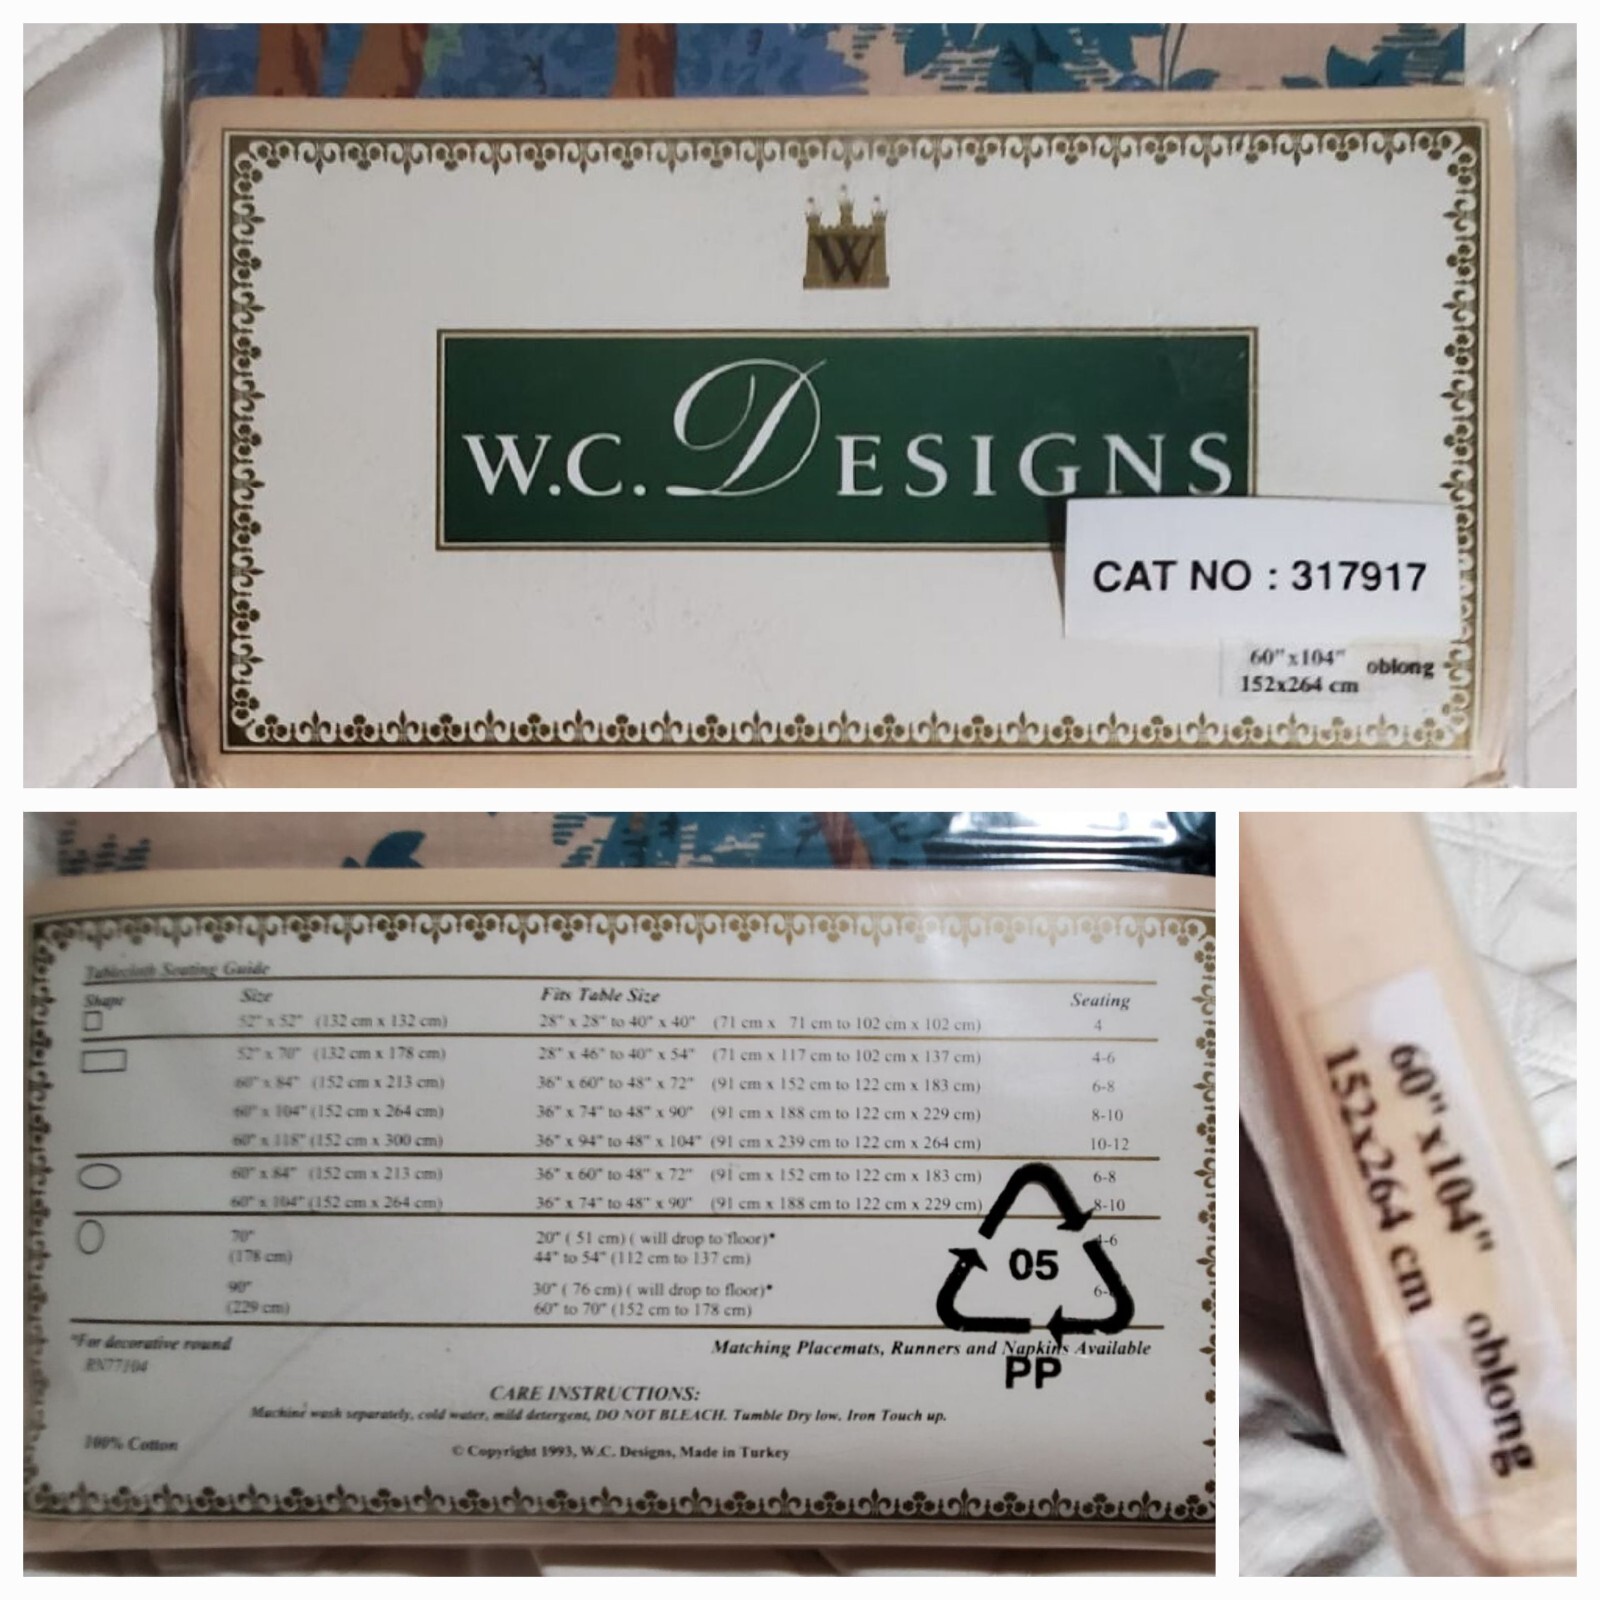 W
W.C. DESIGNS
CAT NO : 317917
60"x104" oblong
152x264 cm
Tablecloth Seating Guide
Shape Size Fits Table Size Seating
52" x 52" (132 cm x 132 cm) 28" x 28" to 40" x 40" (71 cm x 71 cm to 102 cm x 102 cm) 4
52" x 70" (132 cm x 178 cm) 28" x 46" to 40" x 54" (71 cm x 117 cm to 102 cm x 137 cm) 4-6
60" x 84" (152 cm x 213 cm) 36" x 60" to 48" x 72" (91 cm x 152 cm to 122 cm x 183 cm) 6-8
60" x 104" (152 cm x 264 cm) 36" x 74" to 48" x 90" (91 cm x 188 cm to 122 cm x 229 cm) 8-10
60" x 118" (152 cm x 300 cm) 36" x 94" to 48" x 104" (91 cm x 239 cm to 122 cm x 264 cm) 10-12
60" x 84" (152 cm x 213 cm) 36" x 60" to 48" x 72" (91 cm x 152 cm to 122 cm x 183 cm) 6-8
60" x 104" (152 cm x 264 cm) 36" x 74" to 48" x 90" (91 cm x 188 cm to 122 cm x 229 cm) 8-10
70" 20" ( 51 cm) ( will drop to floor)* 4-6
(178 cm) 44" to 54" (112 cm to 137 cm)
90" 30" ( 76 cm) ( will drop to floor)*
(229 cm) 60" to 70" (152 cm to 178 cm)
05
PP
*For decorative round Matching Placemats, Runners and Napkins Available
RN77104
CARE INSTRUCTIONS:
Machine wash separately, cold water, mild detergent, DO NOT BLEACH. Tumble Dry low. Iron Touch up.
100% Cotton © Copyright 1993, W.C. Designs, Made in Turkey
60"x104" oblong
152x264 cm